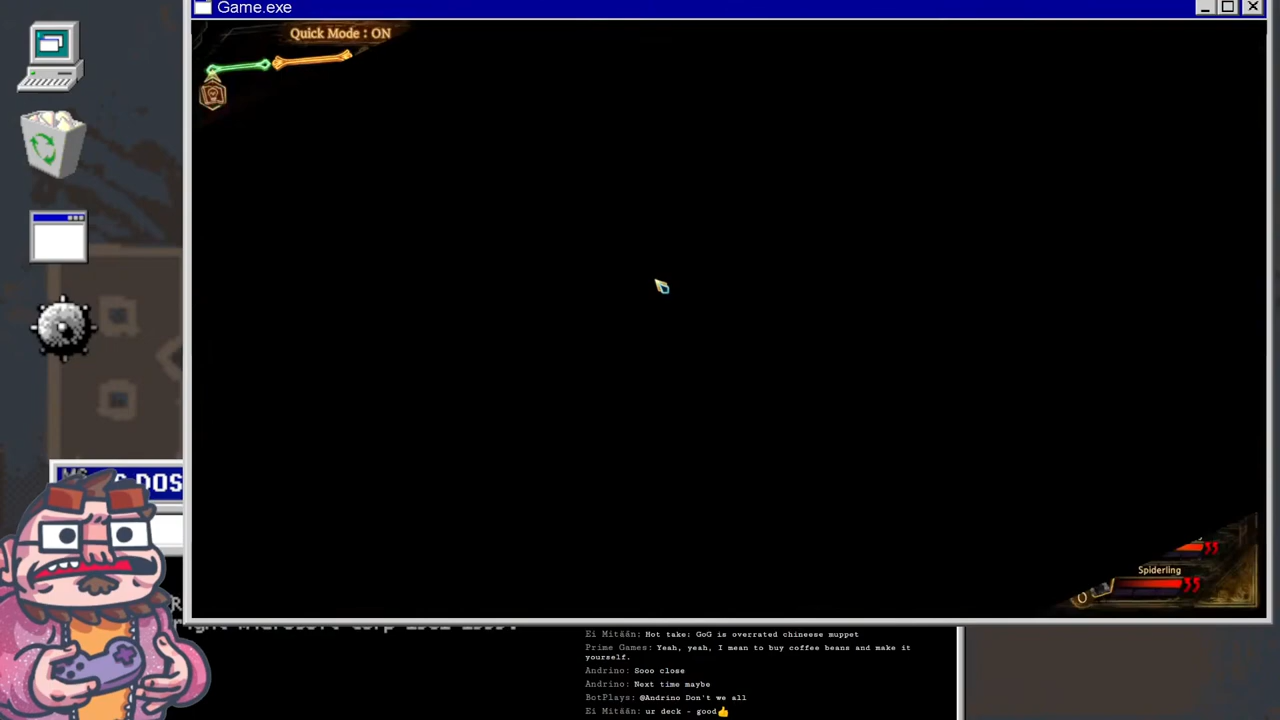 Game.exe
Quick Mode : ON
DOS
Spiderling
Ei Mitään: Hot take: GoG is overrated chineese muppet
Prime Games: Yeah, yeah, I mean to buy coffee beans and make it
yourself.
Andrino: Sooo close
Andrino: Next time maybe
BotPlays: @Andrino Don't we all
Ei Mitään: ur deck - good👍